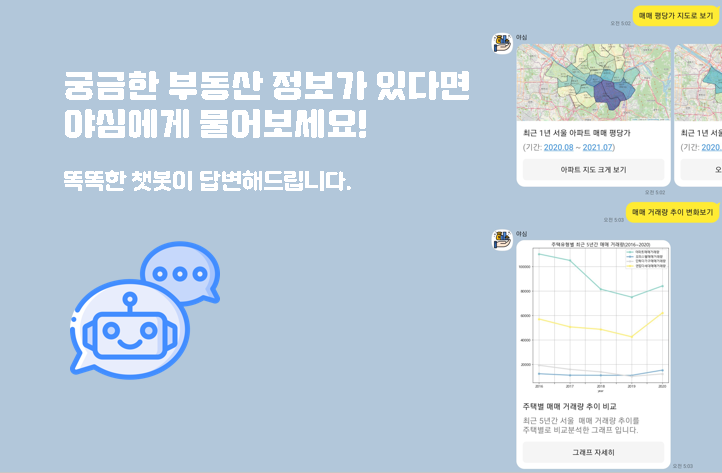 궁금한 부동산 정보가 있다면
야심에게 물어보세요!
똑똑한 챗봇이 답변해드립니다.
매매 평당가 지도로 보기
오전 5:02
야심
최근 1년 서울 아파트 매매 평당가
(기간: 2020.08 ~ 2021.07)
아파트 지도 크게 보기
최근 1년 서울
(기간: 2020.
오
오전 5:02
매매 거래량 추이 변화보기
오전 5:03
야심
주택유형별 최근 5년간 매매 거래량(2016~2020)
100000
80000
60000
40000
20000
2016 2017 2018 2019 2020
주택별 매매 거래량 추이 비교
최근 5년간 서울 매매 거래량 추이를
주택별로 비교분석한 그래프 입니다.
그래프 자세히
오전 5:03